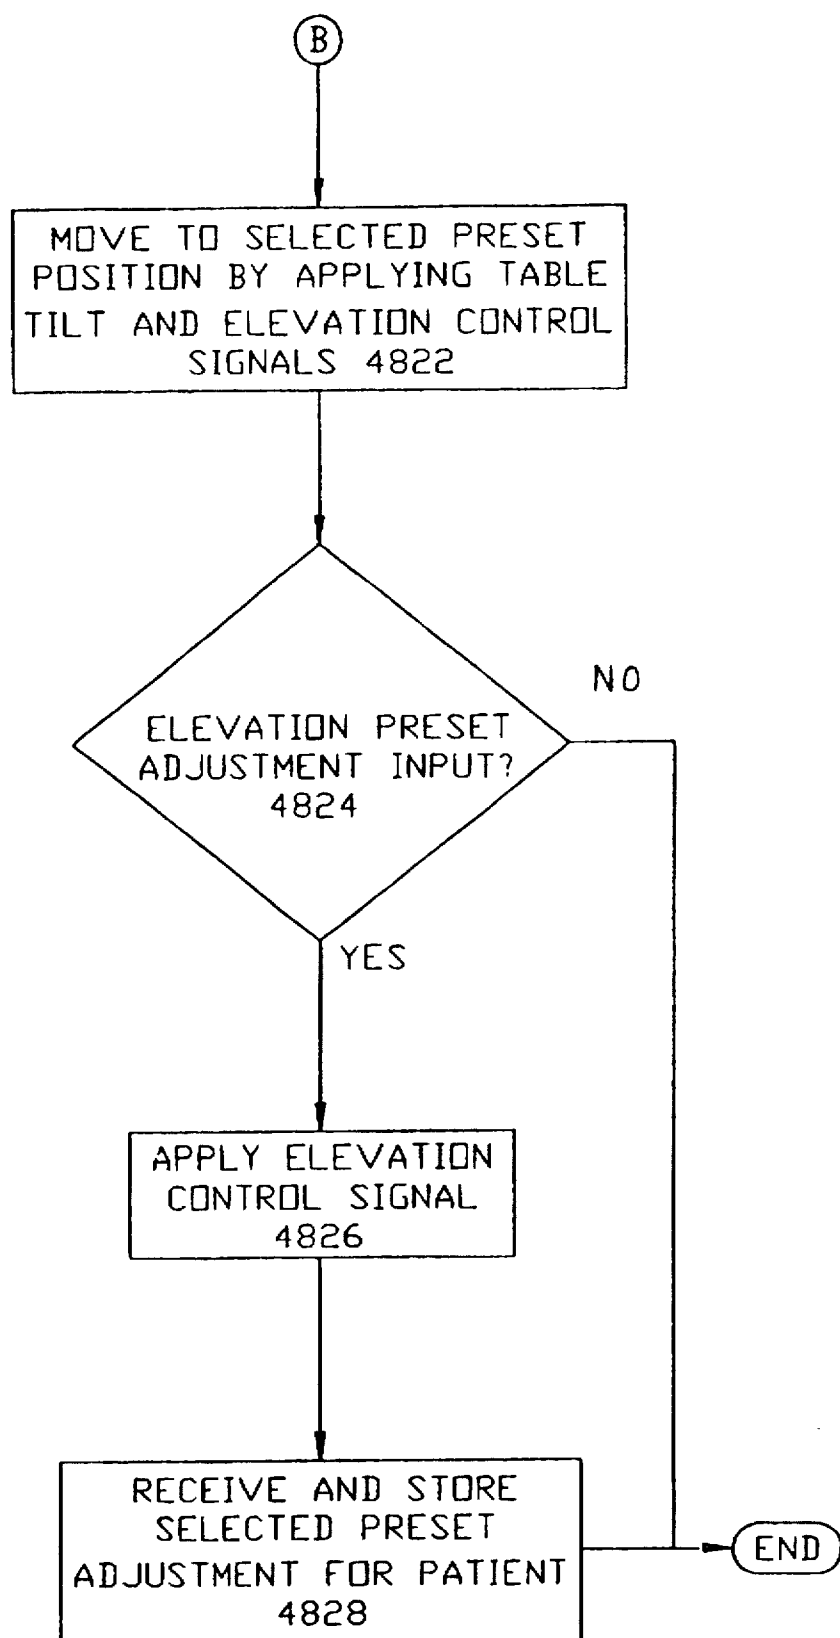 B
MOVE TO SELECTED PRESET
POSITION BY APPLYING TABLE
TILT AND ELEVATION CONTROL
SIGNALS 4822
NO
ELEVATION PRESET
ADJUSTMENT INPUT?
4824
YES
APPLY ELEVATION
CONTROL SIGNAL
4826
RECEIVE AND STORE
SELECTED PRESET
ADJUSTMENT FOR PATIENT
4828
END